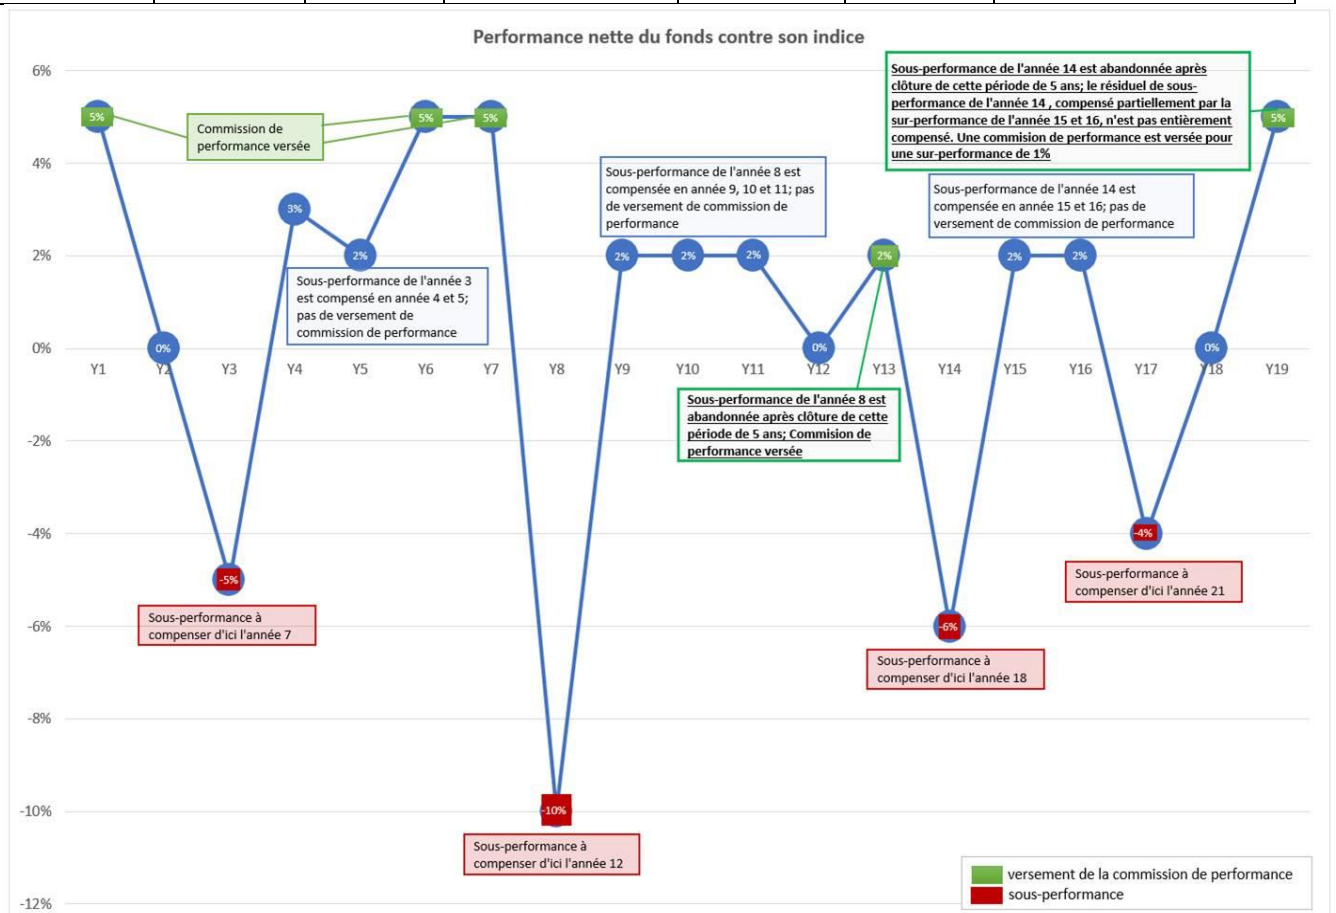 Performance nette du fonds contre son indice
6%
4%
2%
0%
-2%
-4%
-6%
-8%
-10%
-12%
Y1
Y2
Y3
Y4
Y5
Y6
Y7
Y8
Y9
Y10
Y11
Y12
Y13
Y14
Y15
Y16
Y17
Y18
Y19
5%
0%
-5%
3%
2%
5%
5%
-10%
2%
2%
2%
0%
2%
-6%
2%
2%
-4%
0%
5%
Commission de
performance versée
Sous-performance à
compenser d'ici l'année 7
Sous-performance de l'année 3
est compensé en année 4 et 5;
pas de versement de
commission de performance
Sous-performance à
compenser d'ici l'année 12
Sous-performance de l'année 8 est
compensée en année 9, 10 et 11; pas
de versement de commission de
performance
Sous-performance de l'année 8 est
abandonnée après clôture de cette
période de 5 ans; Commision de
performance versée
Sous-performance à
compenser d'ici l'année 18
Sous-performance de l'année 14 est
compensée en année 15 et 16; pas de
versement de commission de performance
Sous-performance de l'année 14 est abandonnée après
clôture de cette période de 5 ans; le résiduel de sous-
performance de l'année 14 , compensé partiellement par la
sur-performance de l'année 15 et 16, n'est pas entièrement
compensé. Une commision de performance est versée pour
une sur-performance de 1%
Sous-performance à
compenser d'ici l'année 21
versement de la commission de performance
sous-performance